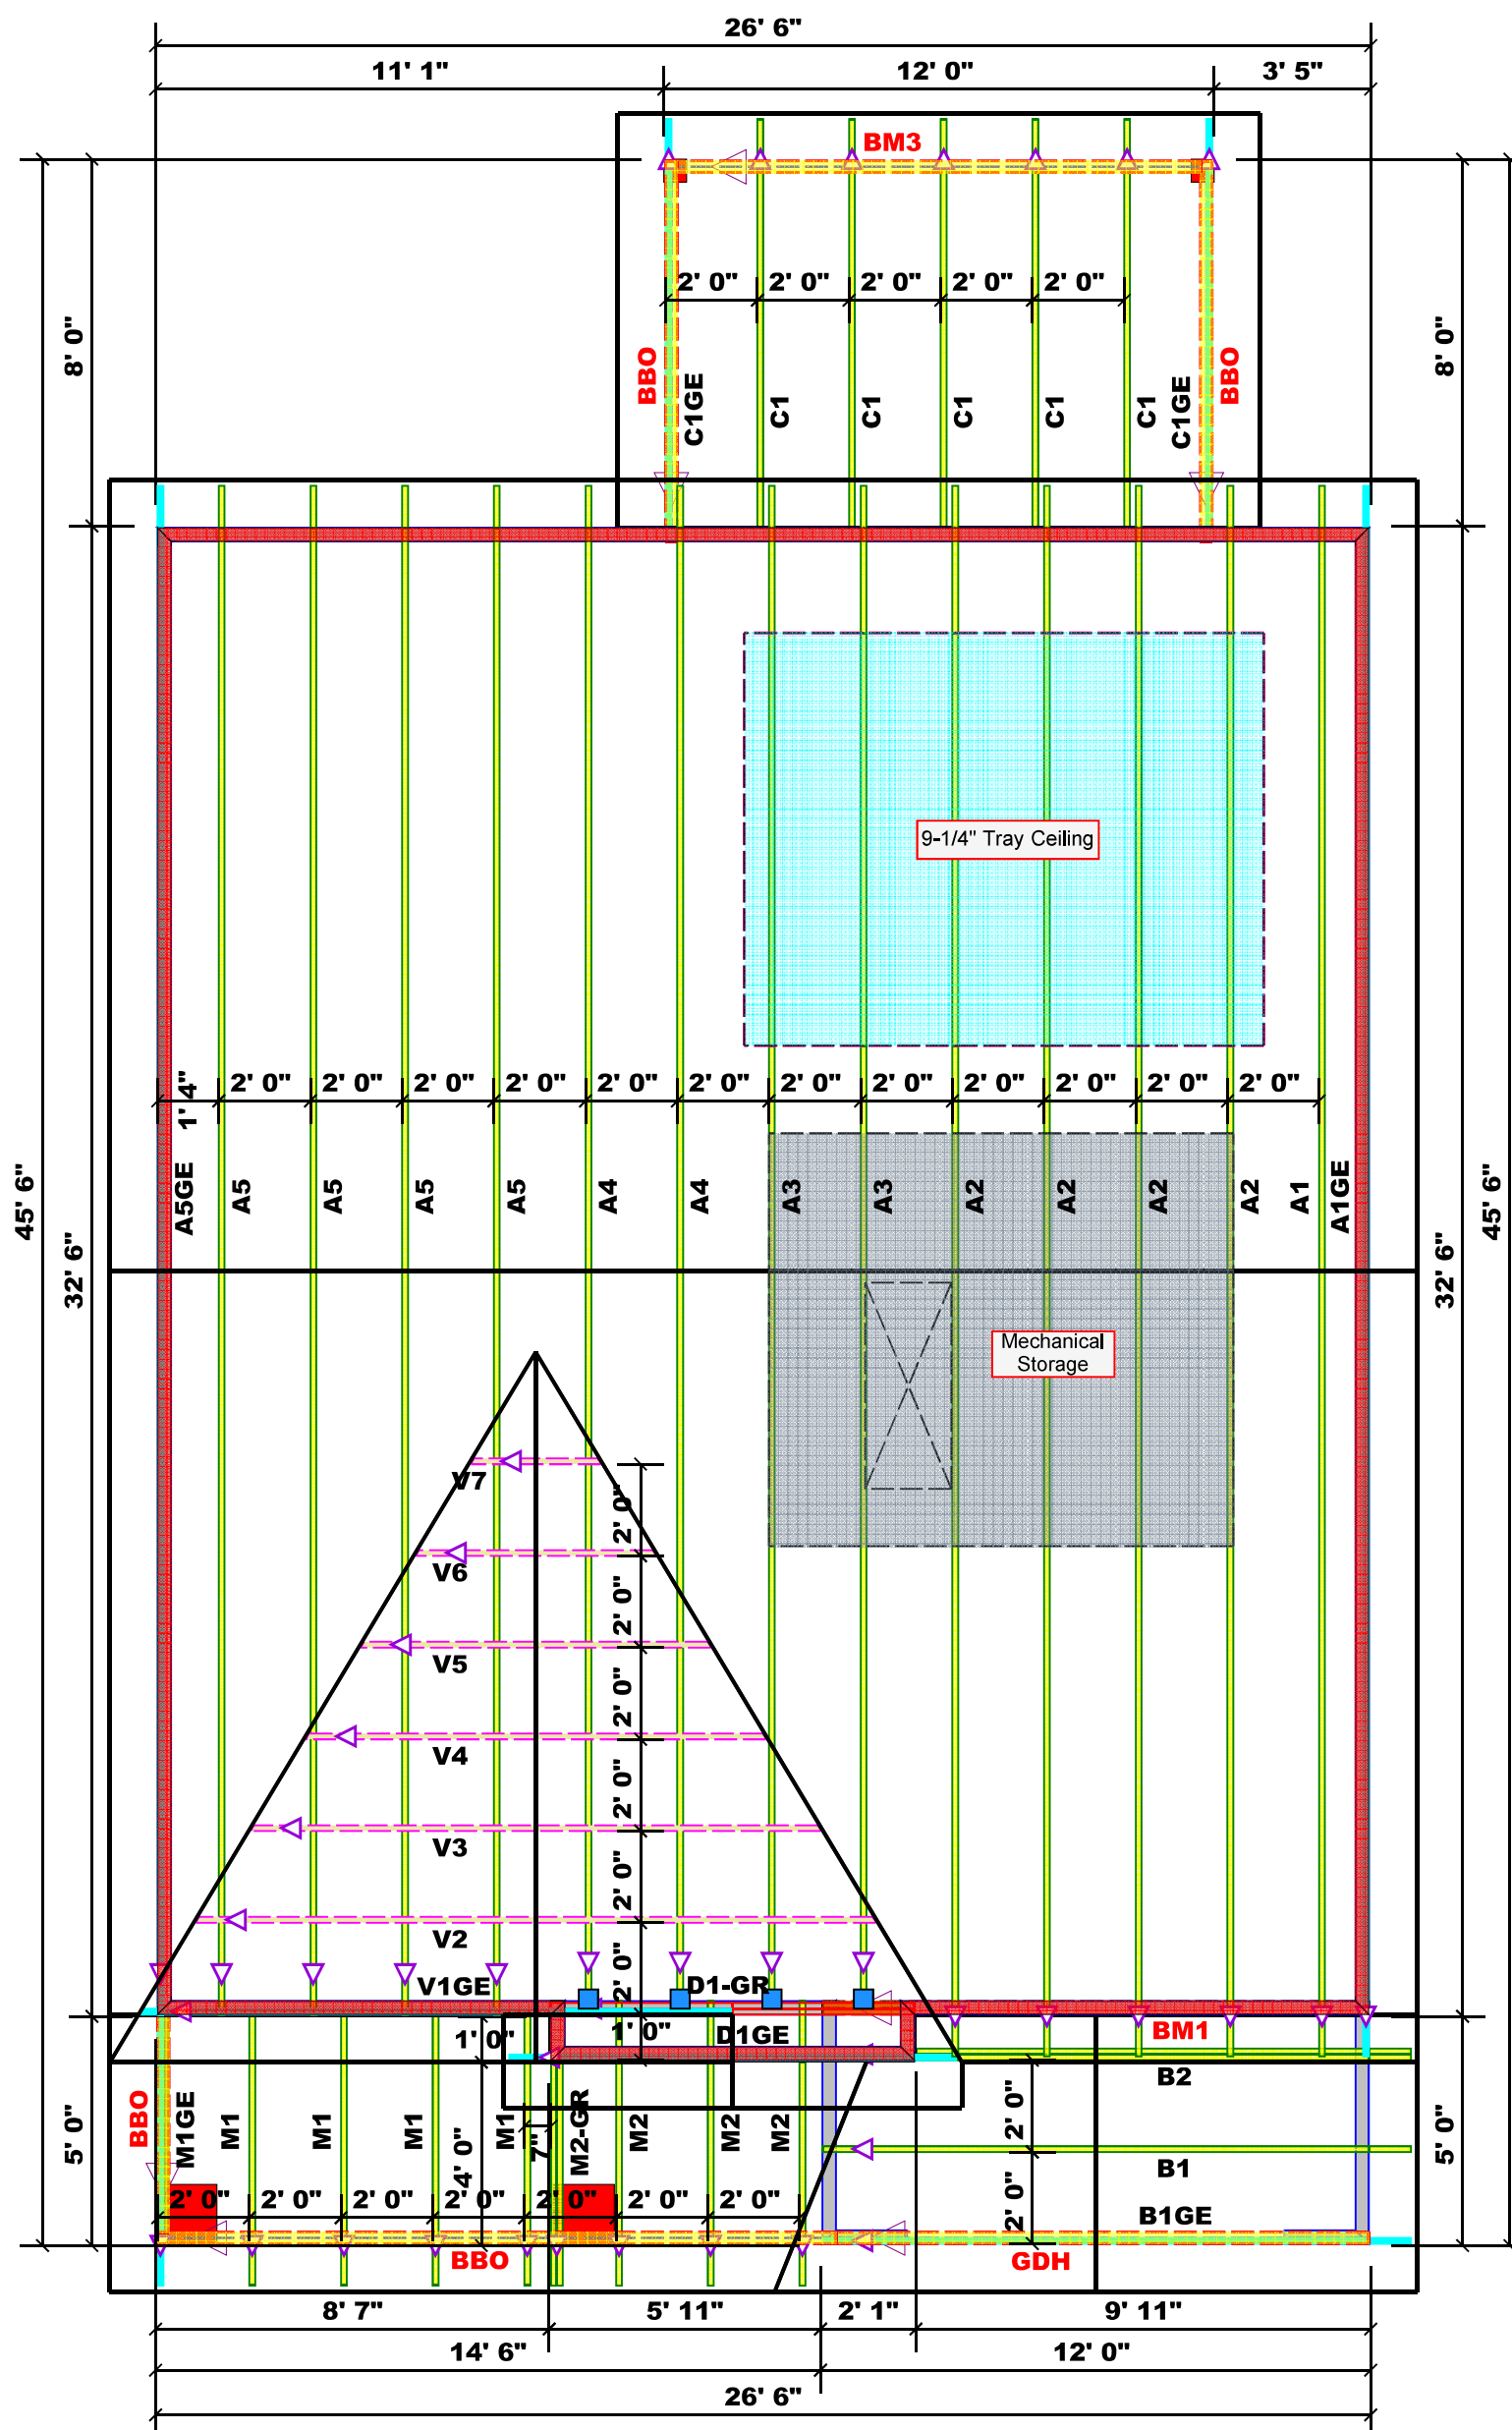 26' 6"
11' 1" 12' 0" 3' 5"
BM3
2' 0" 2' 0" 2' 0" 2' 0" 2' 0"
8' 0" 8' 0"
BBO C1GE C1 C1 C1 C1 C1 C1GE BBO
9-1/4" Tray Ceiling
1' 4" 2' 0" 2' 0" 2' 0" 2' 0" 2' 0" 2' 0" 2' 0" 2' 0" 2' 0" 2' 0" 2' 0" 2' 0"
A5GE A5 A5 A5 A5 A4 A4 A3 A3 A2 A2 A2 A2 A1 A1GE
45' 6" 45' 6"
32' 6" 32' 6"
Mechanical
Storage
V7
2' 0"
V6
2' 0"
V5
2' 0"
V4
2' 0"
V3
2' 0"
V2
2' 0"
V1GE D1-GR
1' 0" 1' 0" D1GE BM1
B2
BBO M1GE M1 M1 M1 M1 7" M2-GR M2 M2 M2
5' 0" 4' 0" 2' 0" 5' 0"
B1
2' 0" 2' 0" 2' 0" 2' 0" 2' 0" 2' 0" 2' 0" 2' 0"
B1GE
BBO GDH
8' 7" 5' 11" 2' 1" 9' 11"
14' 6" 12' 0"
26' 6"